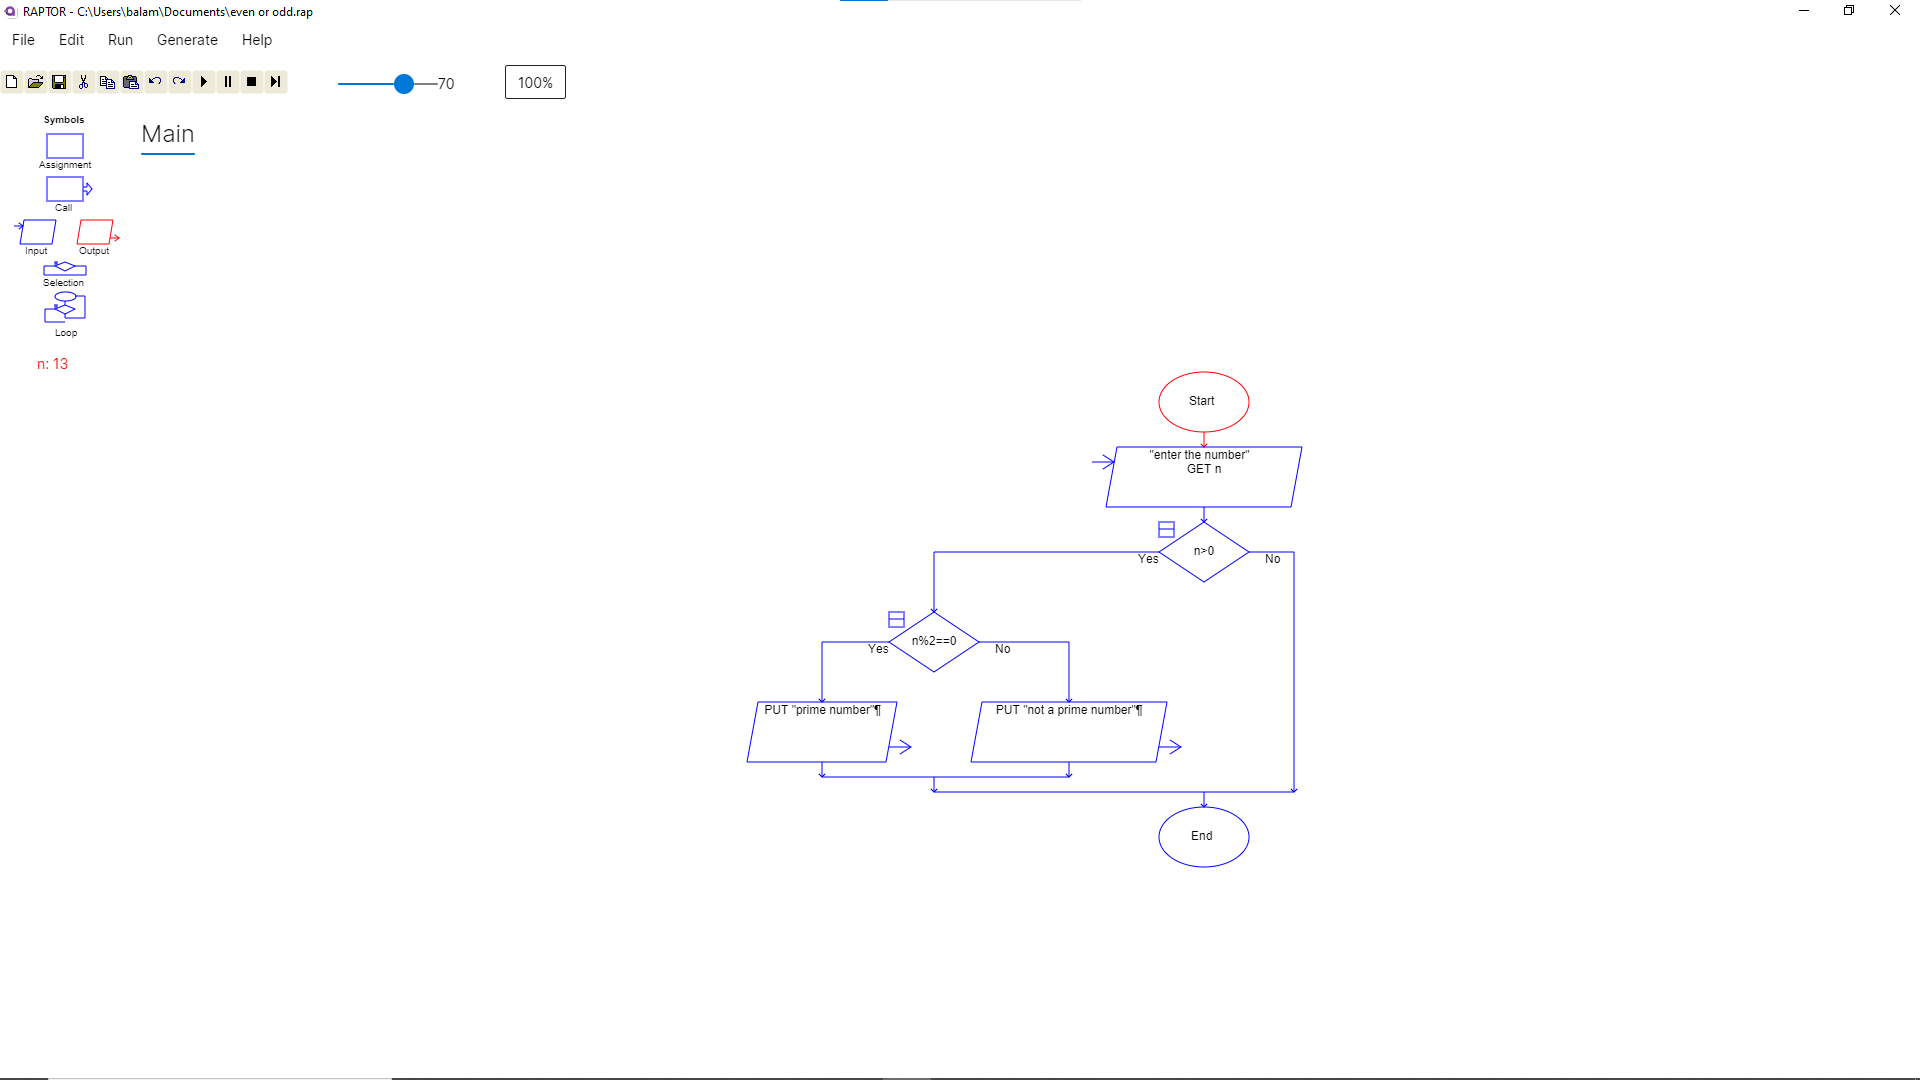 RAPTOR - C:\Users\balam\Documents\even or odd.rap
File Edit Run Generate Help
70 100%
Symbols
Assignment
Call
Input Output
Selection
Loop
n: 13
Main
Start
"enter the number"
GET n
n>0
Yes No
n%2==0
Yes No
PUT "prime number"¶ PUT "not a prime number"¶
End